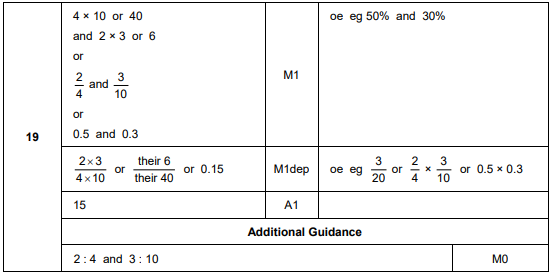 4 × 10 or 40
and 2 × 3 or 6
or
2/4 and 3/10
or
0.5 and 0.3
M1
oe eg 50% and 30%
19
2×3/4×10 or their 6/their 40 or 0.15
M1dep
oe eg 3/20 or 2/4 × 3/10 or 0.5 × 0.3
15
A1
Additional Guidance
2 : 4 and 3 : 10
M0